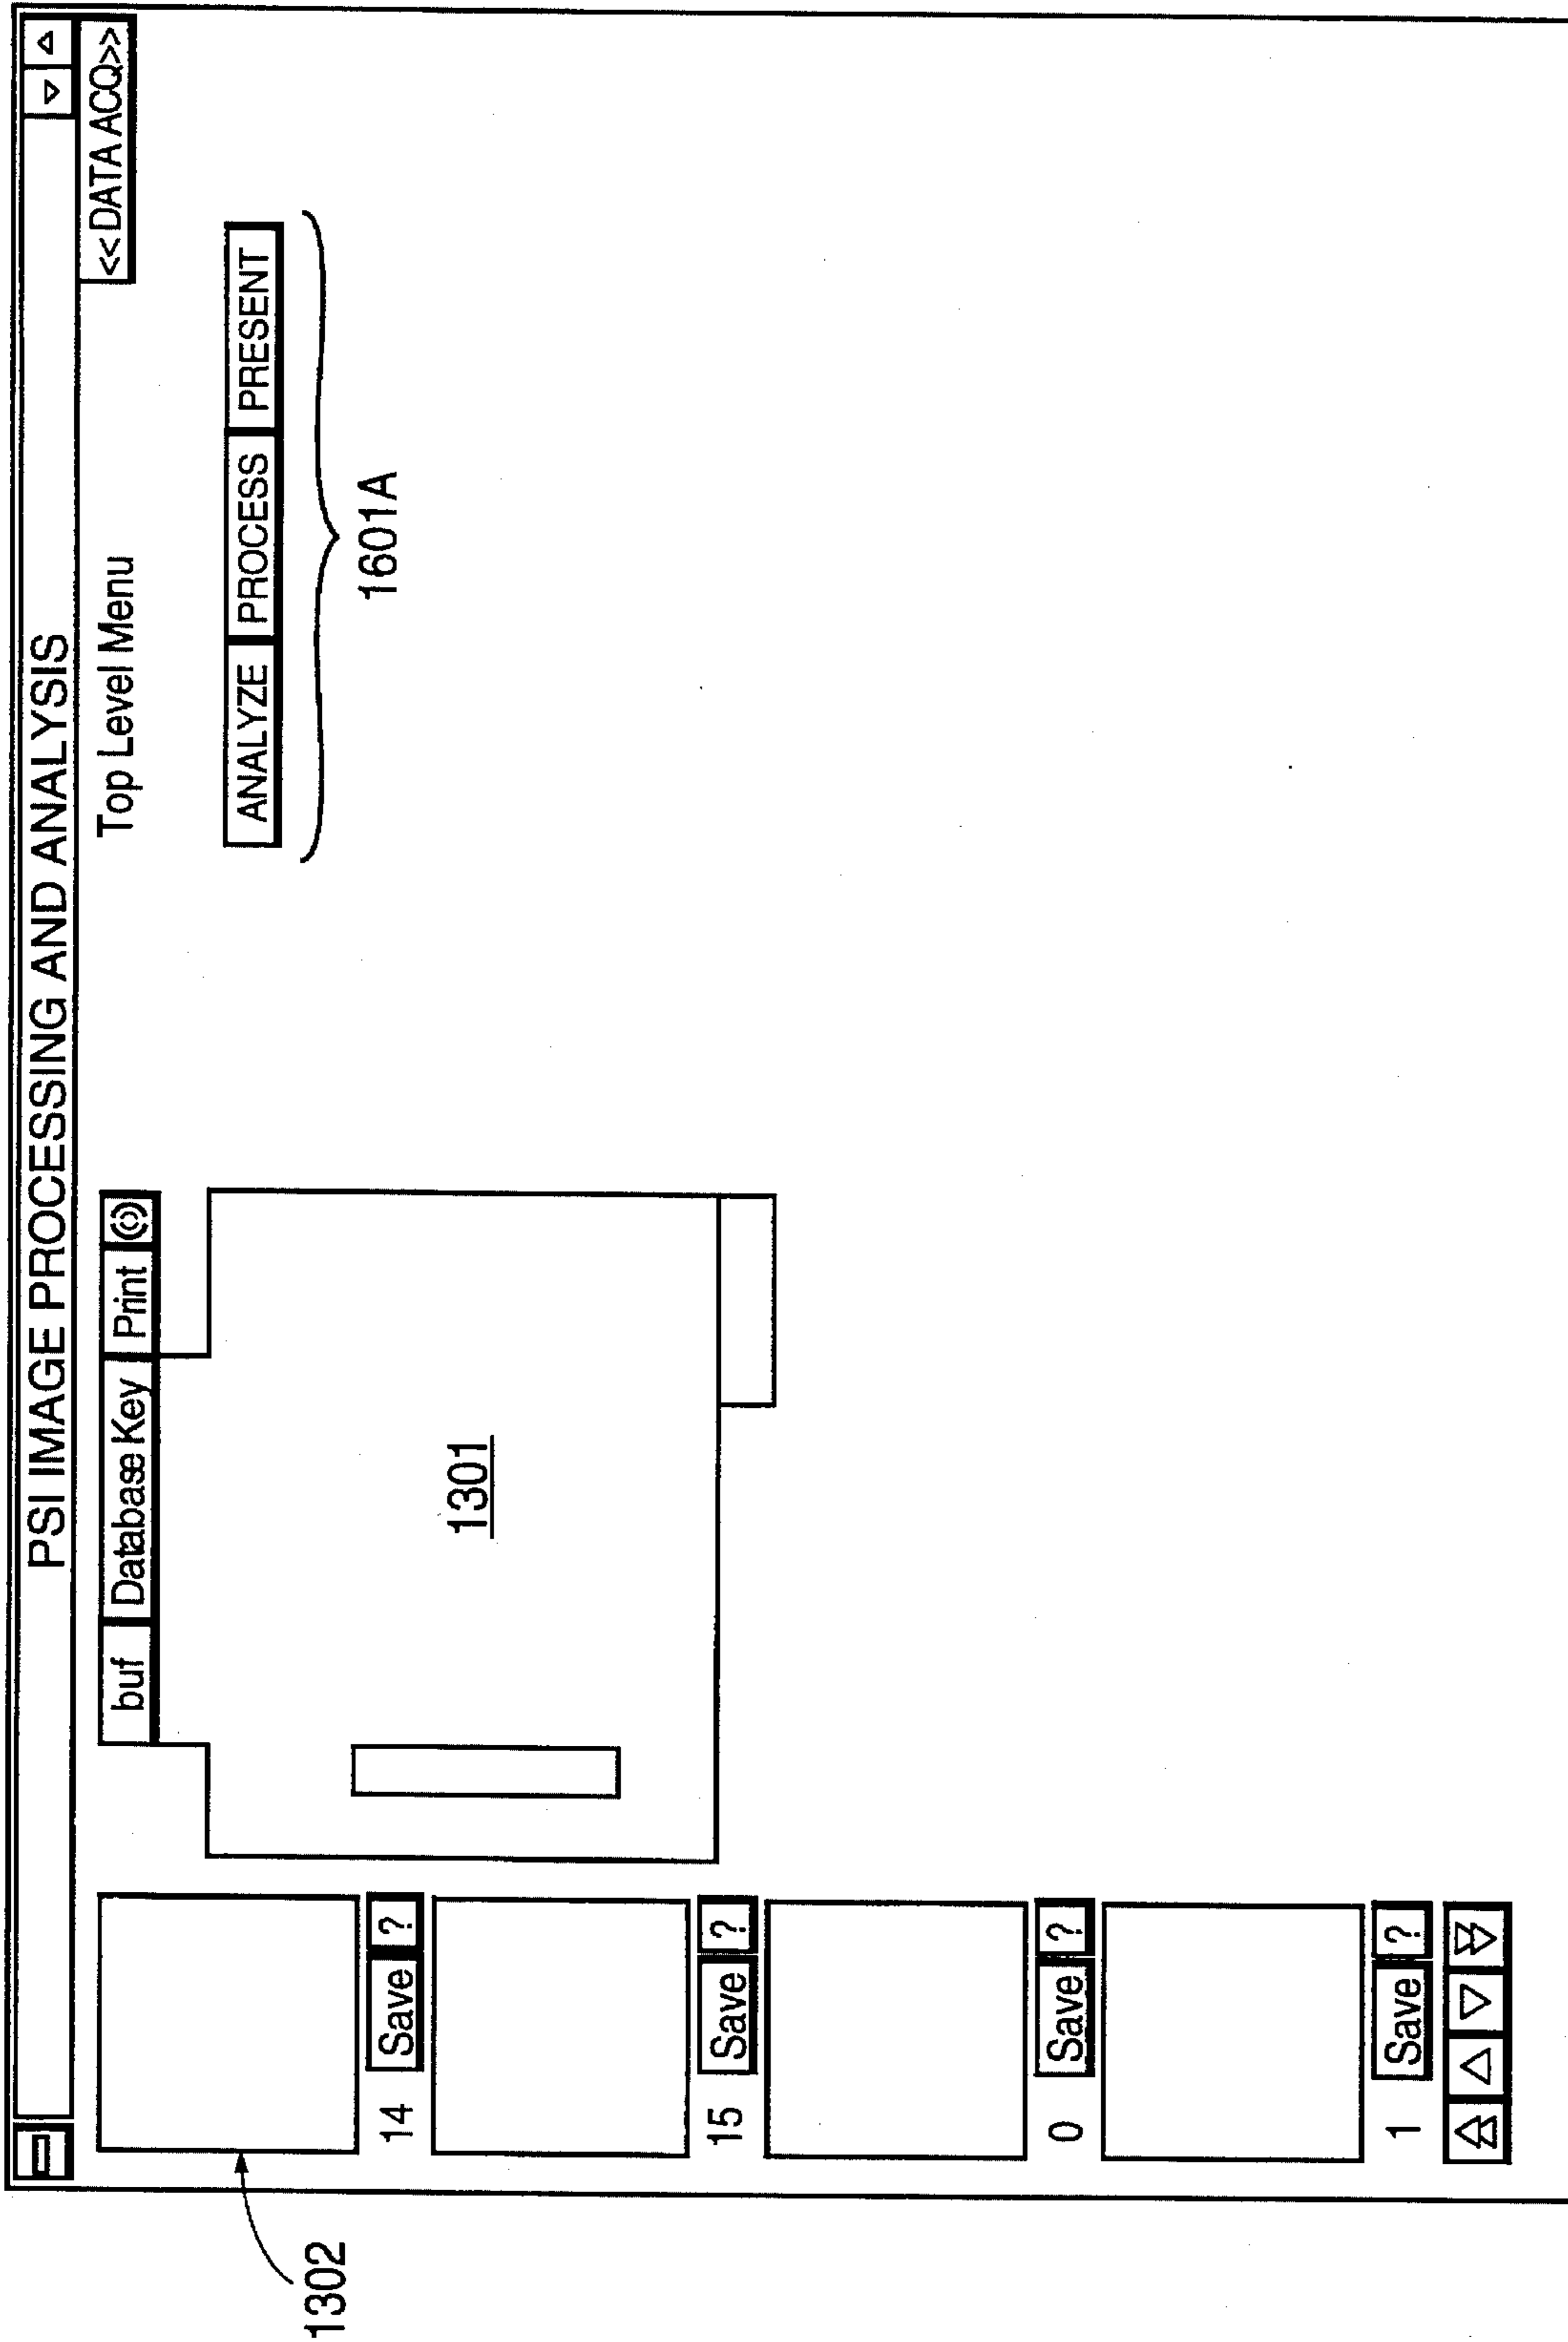 PSI IMAGE PROCESSING AND ANALYSIS
<<DATA ACQ>>
Top Level Menu
buf Database Key Print
ANALYZE PROCESS PRESENT
1601A
1301
1302
14 Save ?
15 Save ?
0 Save ?
1 Save ?